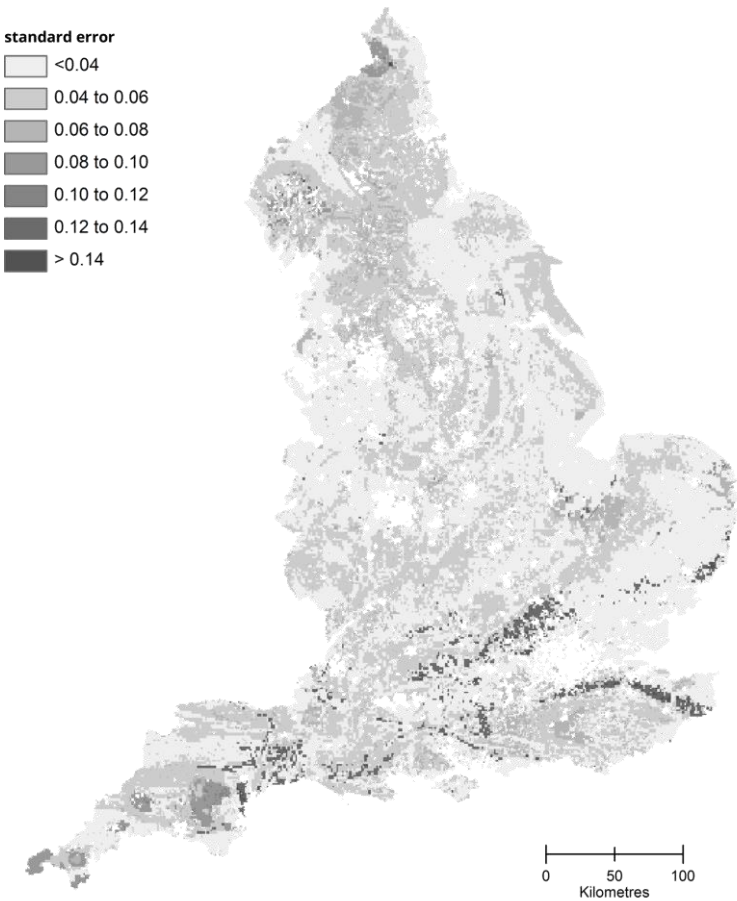 standard error
<0.04
0.04 to 0.06
0.06 to 0.08
0.08 to 0.10
0.10 to 0.12
0.12 to 0.14
> 0.14
0 50 100
Kilometres